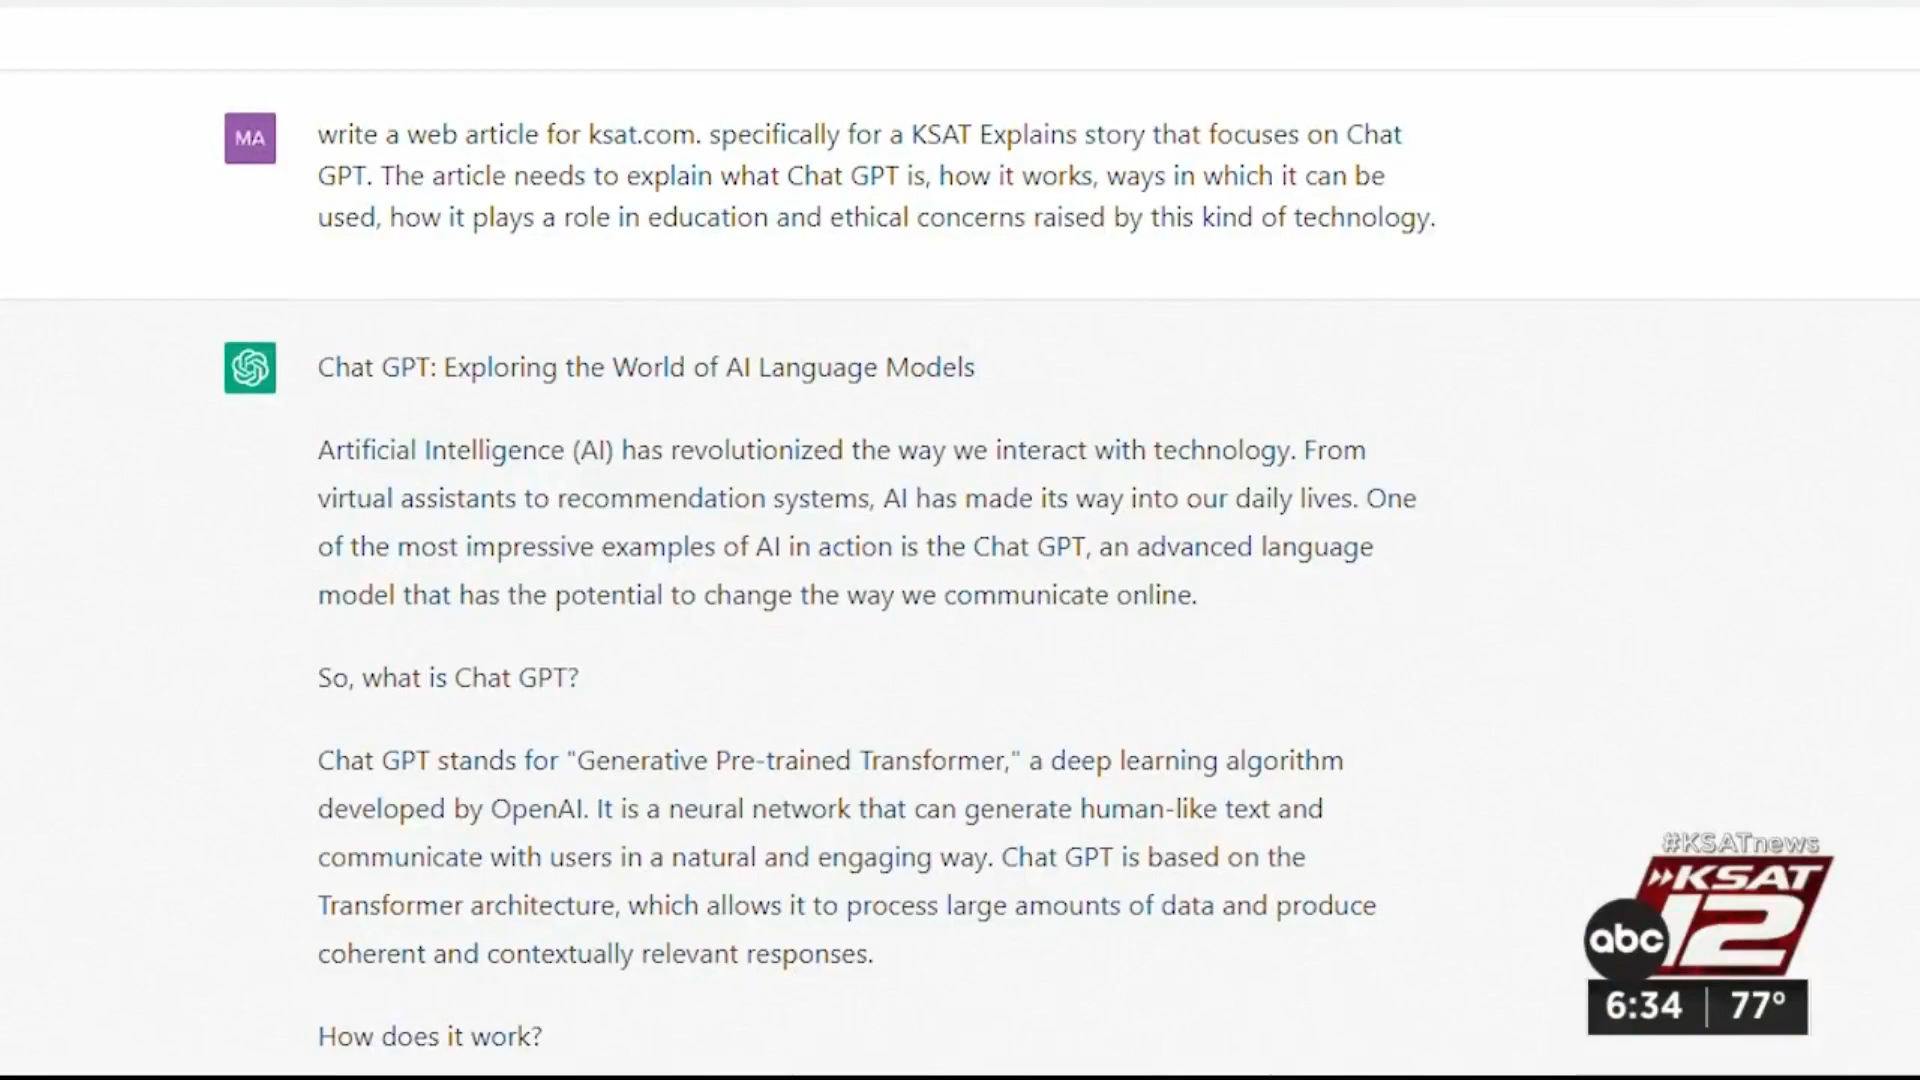 MA
write a web article for ksat.com. specifically for a KSAT Explains story that focuses on Chat
GPT. The article needs to explain what Chat GPT is, how it works, ways in which it can be
used, how it plays a role in education and ethical concerns raised by this kind of technology.
Chat GPT: Exploring the World of AI Language Models
Artificial Intelligence (AI) has revolutionized the way we interact with technology. From
virtual assistants to recommendation systems, AI has made its way into our daily lives. One
of the most impressive examples of AI in action is the Chat GPT, an advanced language
model that has the potential to change the way we communicate online.
So, what is Chat GPT?
Chat GPT stands for "Generative Pre-trained Transformer," a deep learning algorithm
developed by OpenAI. It is a neural network that can generate human-like text and
communicate with users in a natural and engaging way. Chat GPT is based on the
Transformer architecture, which allows it to process large amounts of data and produce
coherent and contextually relevant responses.
How does it work?
#KSATnews
KSAT
abc 12
6:34 77°